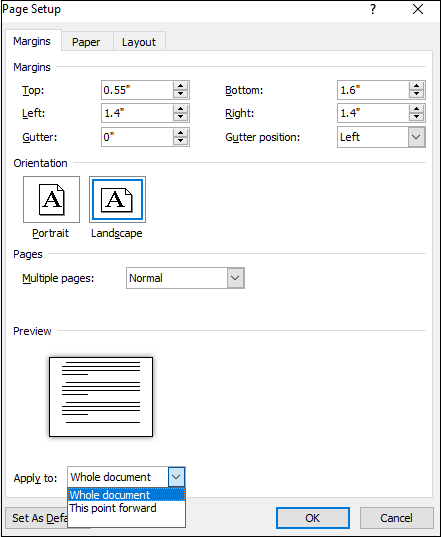 Page Setup ? ×
Margins Paper Layout
Margins
Top: 0.55" Bottom: 1.6"
Left: 1.4" Right: 1.4"
Gutter: 0" Gutter position: Left
Orientation
A A
Portrait Landscape
Pages
Multiple pages: Normal
Preview
Apply to: Whole document
Whole document
This point forward
Set As Defa OK Cancel